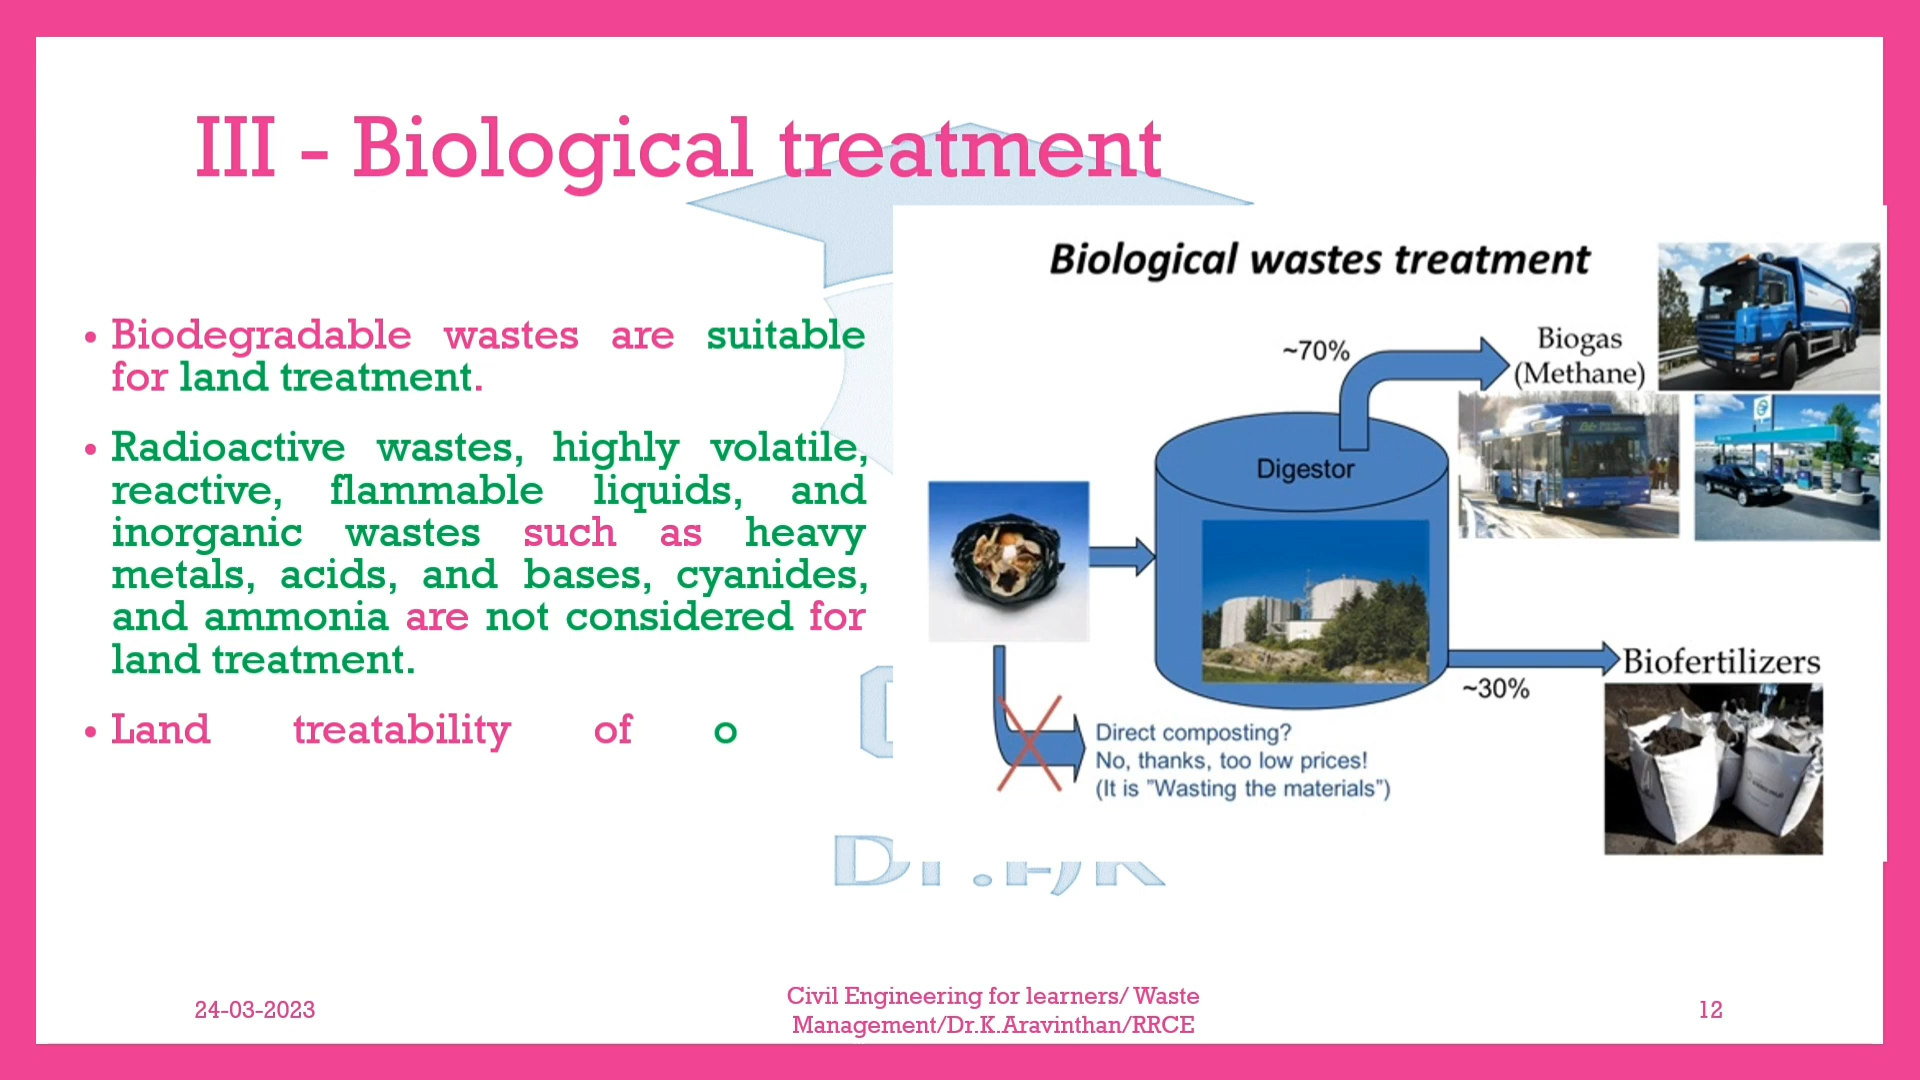 III - Biological treatment
• Biodegradable wastes are suitable
for land treatment.
• Radioactive wastes, highly volatile,
reactive, flammable liquids, and
inorganic wastes such as heavy
metals, acids, and bases, cyanides,
and ammonia are not considered for
land treatment.
• Land treatability of o
Biological wastes treatment
~70%
Biogas
(Methane)
Digestor
~30%
Biofertilizers
Direct composting?
No, thanks, too low prices!
(It is ”Wasting the materials”)
24-03-2023
Civil Engineering for learners/ Waste
Management/Dr.K.Aravinthan/RRCE
12